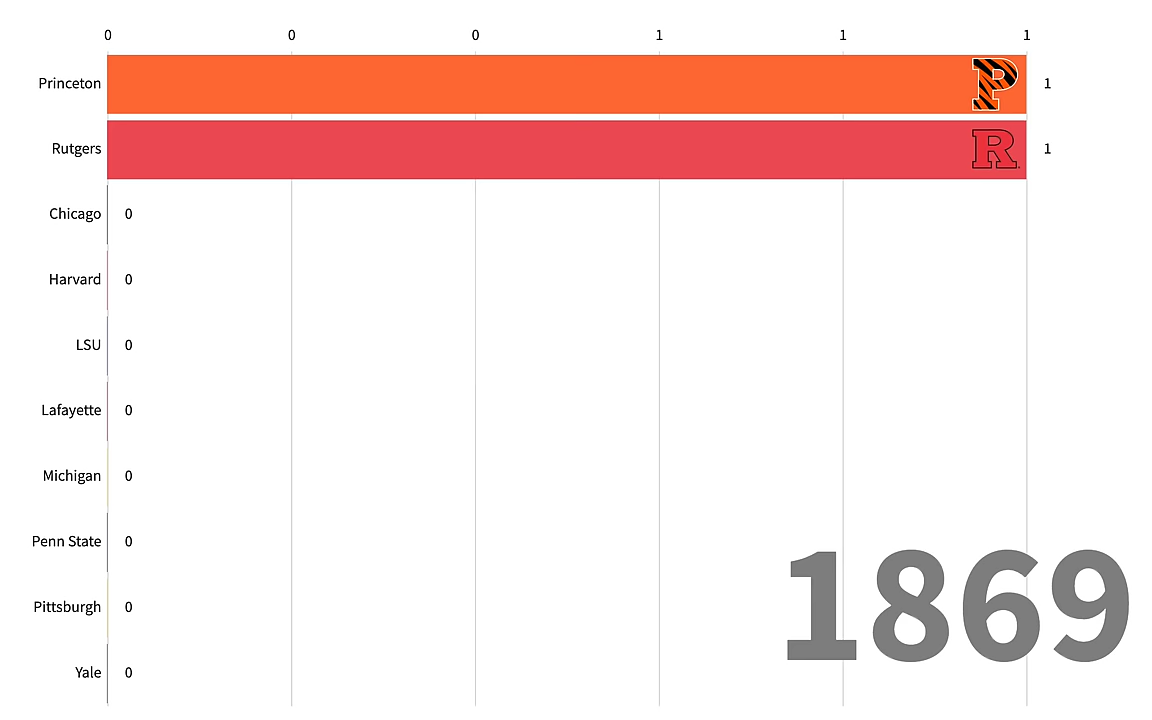 0 0 0 1 1 1
Princeton P 1
Rutgers R 1
Chicago 0
Harvard 0
LSU 0
Lafayette 0
Michigan 0
Penn State 0
Pittsburgh 0
Yale 0
1869